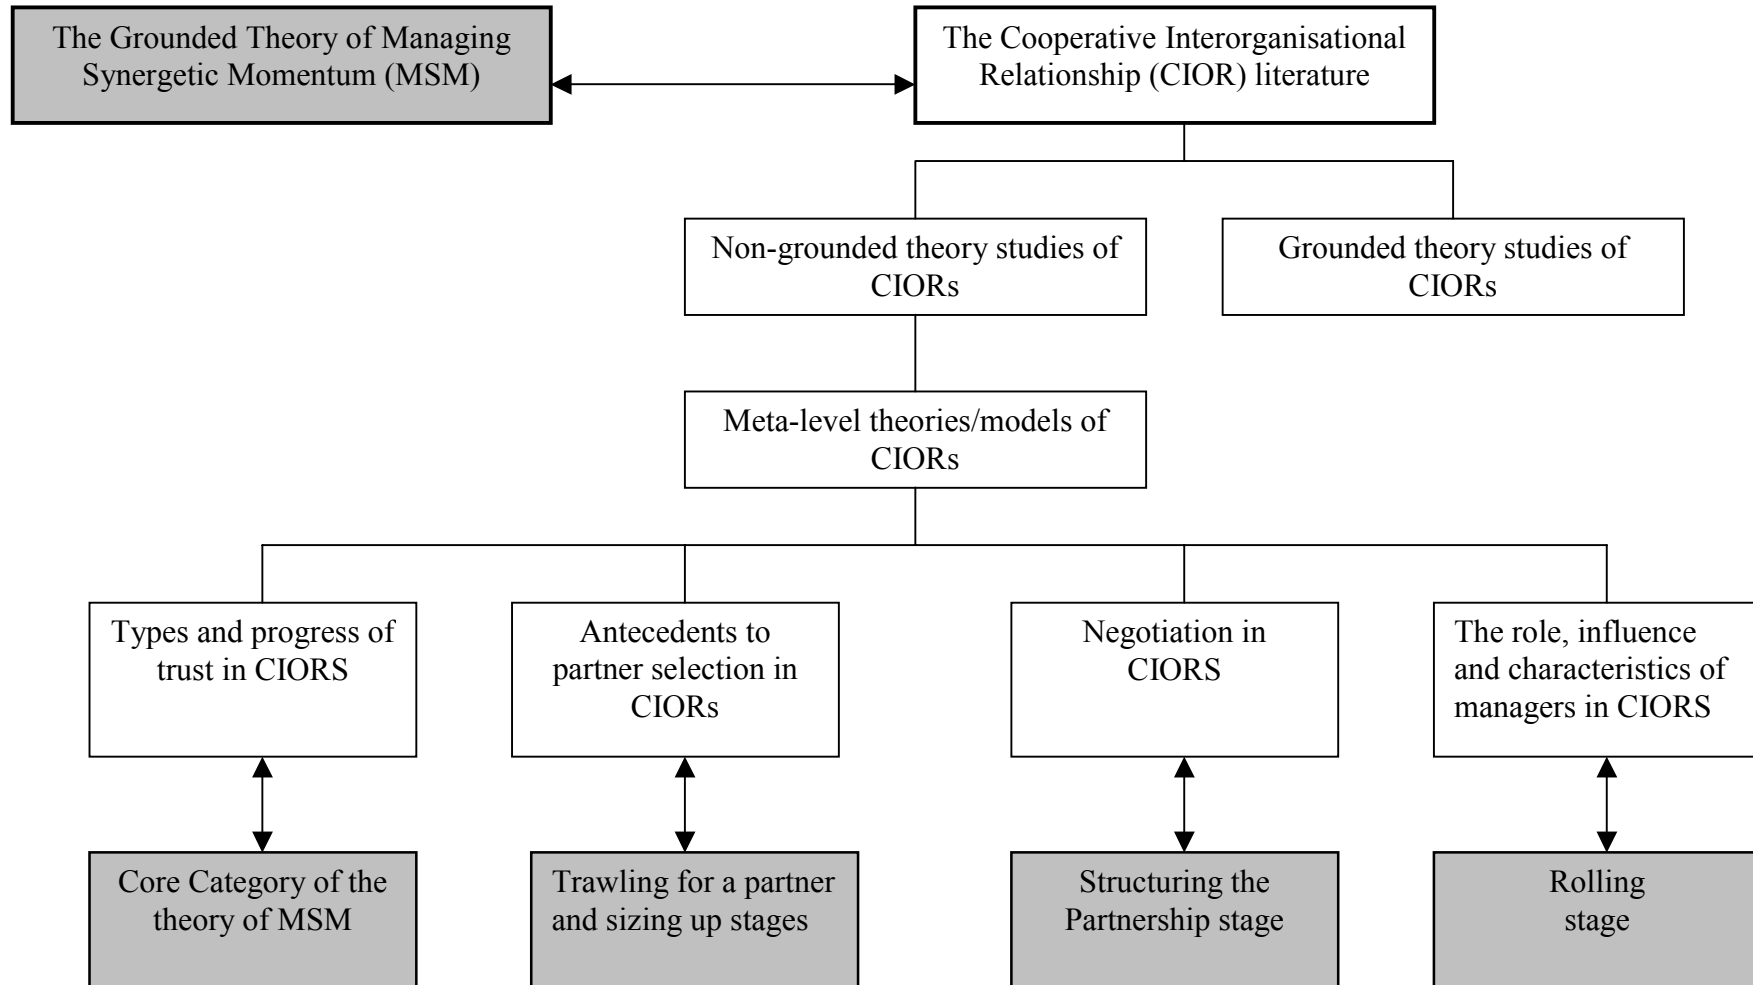 The Grounded Theory of Managing
Synergetic Momentum (MSM)
The Cooperative Interorganisational
Relationship (CIOR) literature
Non-grounded theory studies of
CIORs
Grounded theory studies of
CIORs
Meta-level theories/models of
CIORs
Types and progress of
trust in CIORS
Antecedents to
partner selection in
CIORs
Negotiation in
CIORS
The role, influence
and characteristics of
managers in CIORS
Core Category of the
theory of MSM
Trawling for a partner
and sizing up stages
Structuring the
Partnership stage
Rolling
stage